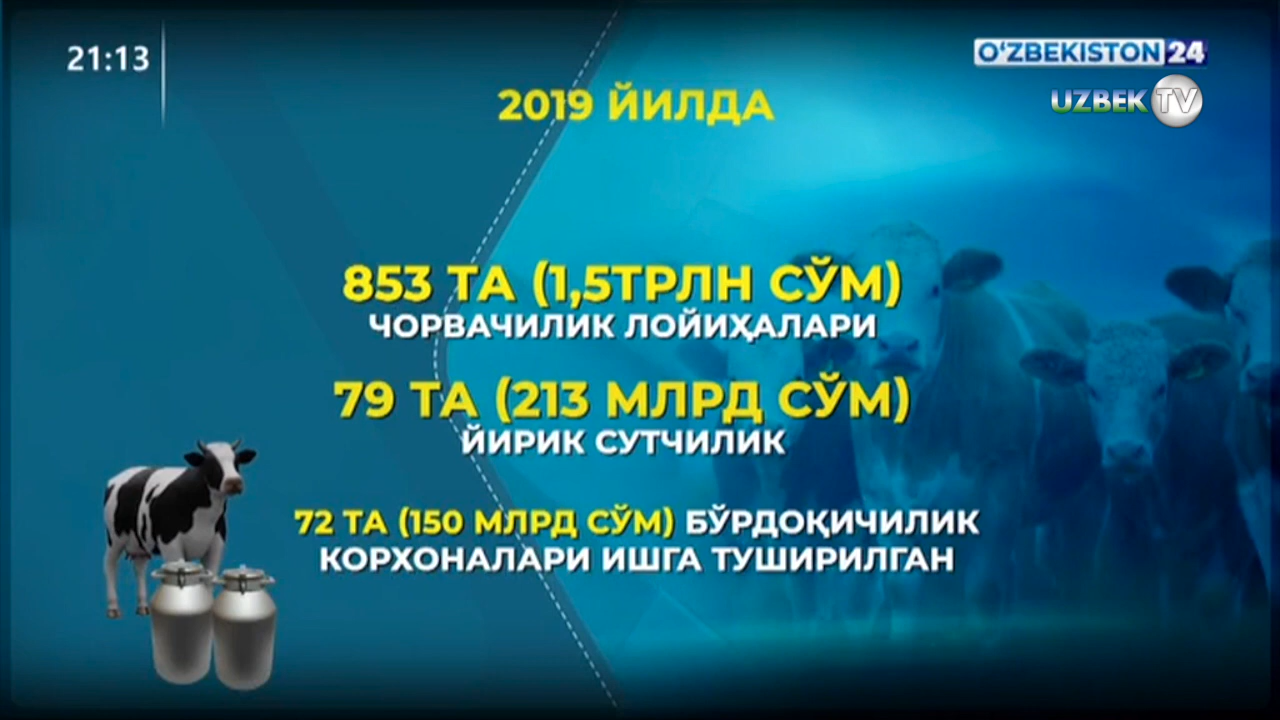 21:13
O‘ZBEKISTON 24
UZBEK TV
2019 ЙИЛДА
853 ТА (1,5ТРЛН СЎМ)
ЧОРВАЧИЛИК ЛОЙИҲАЛАРИ
79 ТА (213 МЛРД СЎМ)
ЙИРИК СУТЧИЛИК
72 ТА (150 МЛРД СЎМ) БЎРДОҚИЧИЛИК
КОРХОНАЛАРИ ИШГА ТУШИРИЛГАН